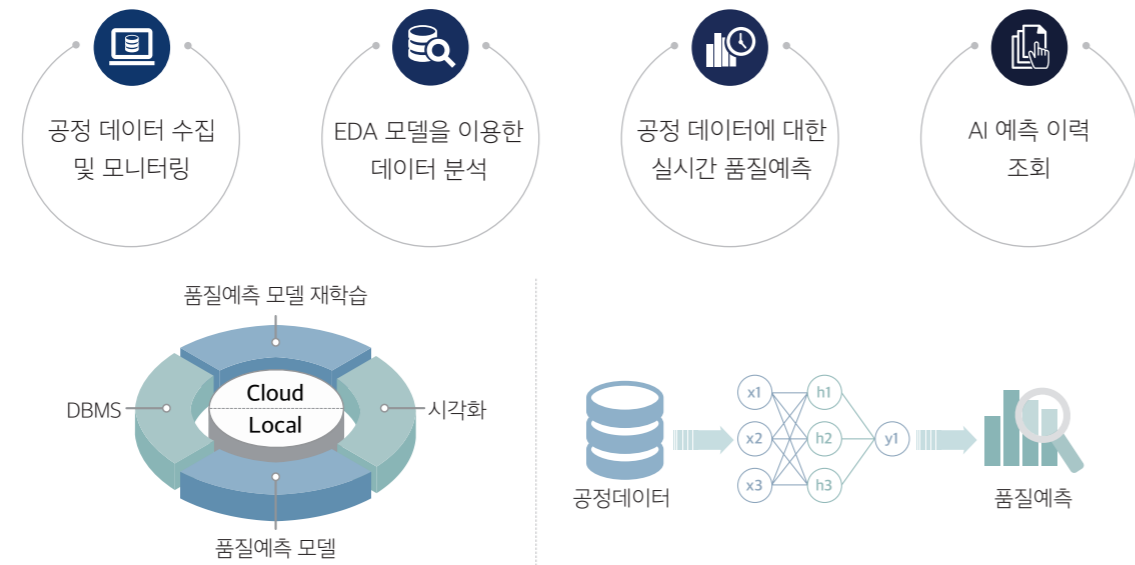 공정 데이터 수집
및 모니터링
EDA 모델을 이용한
데이터 분석
공정 데이터에 대한
실시간 품질예측
AI 예측 이력
조회
품질예측 모델 재학습
DBMS
Cloud
Local
시각화
품질예측 모델
x1
h1
x2
h2
y1
x3
h3
공정데이터
품질예측